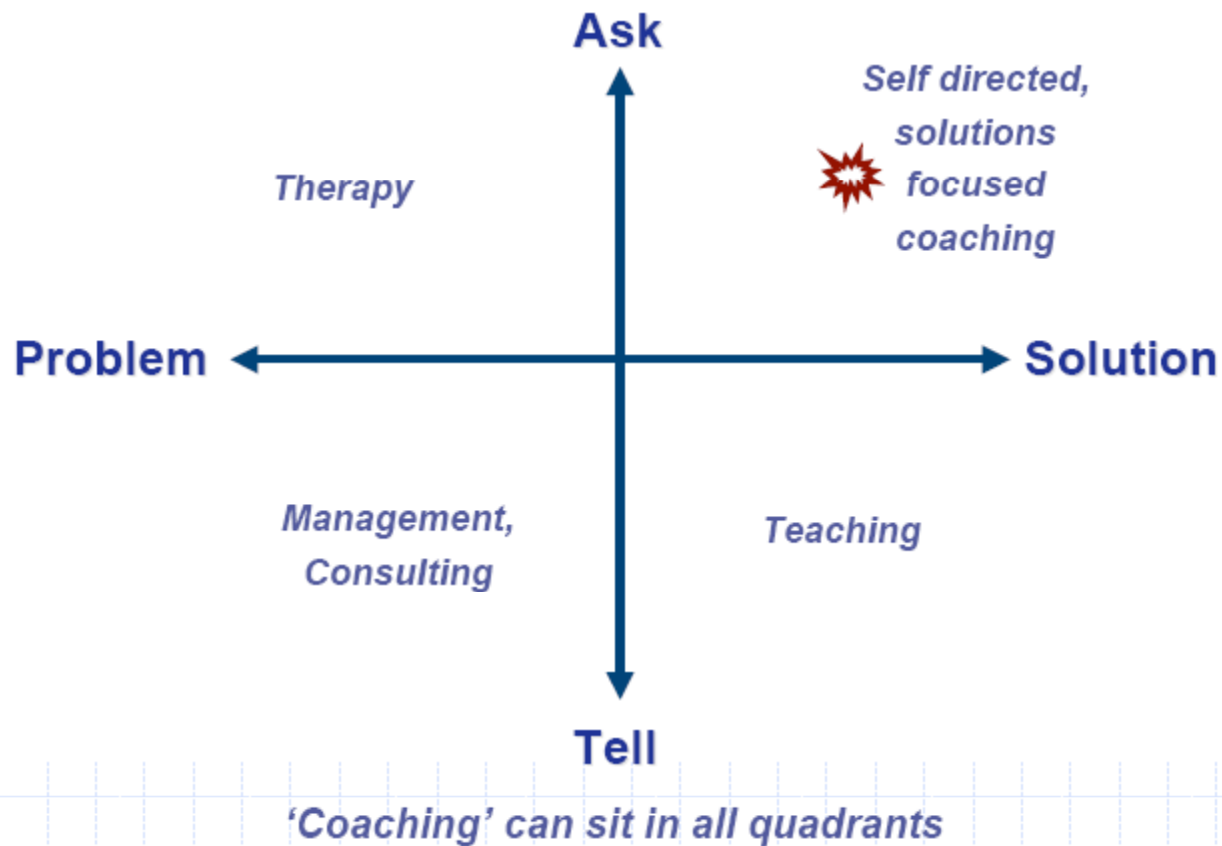 Ask
Self directed,
solutions
focused
coaching
Therapy
Problem
Solution
Management,
Consulting
Teaching
Tell
‘Coaching’ can sit in all quadrants